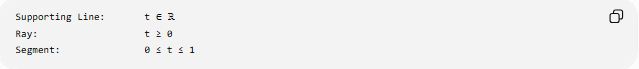 Supporting Line: t ∈ ℝ
Ray: t ≥ 0
Segment: 0 ≤ t ≤ 1